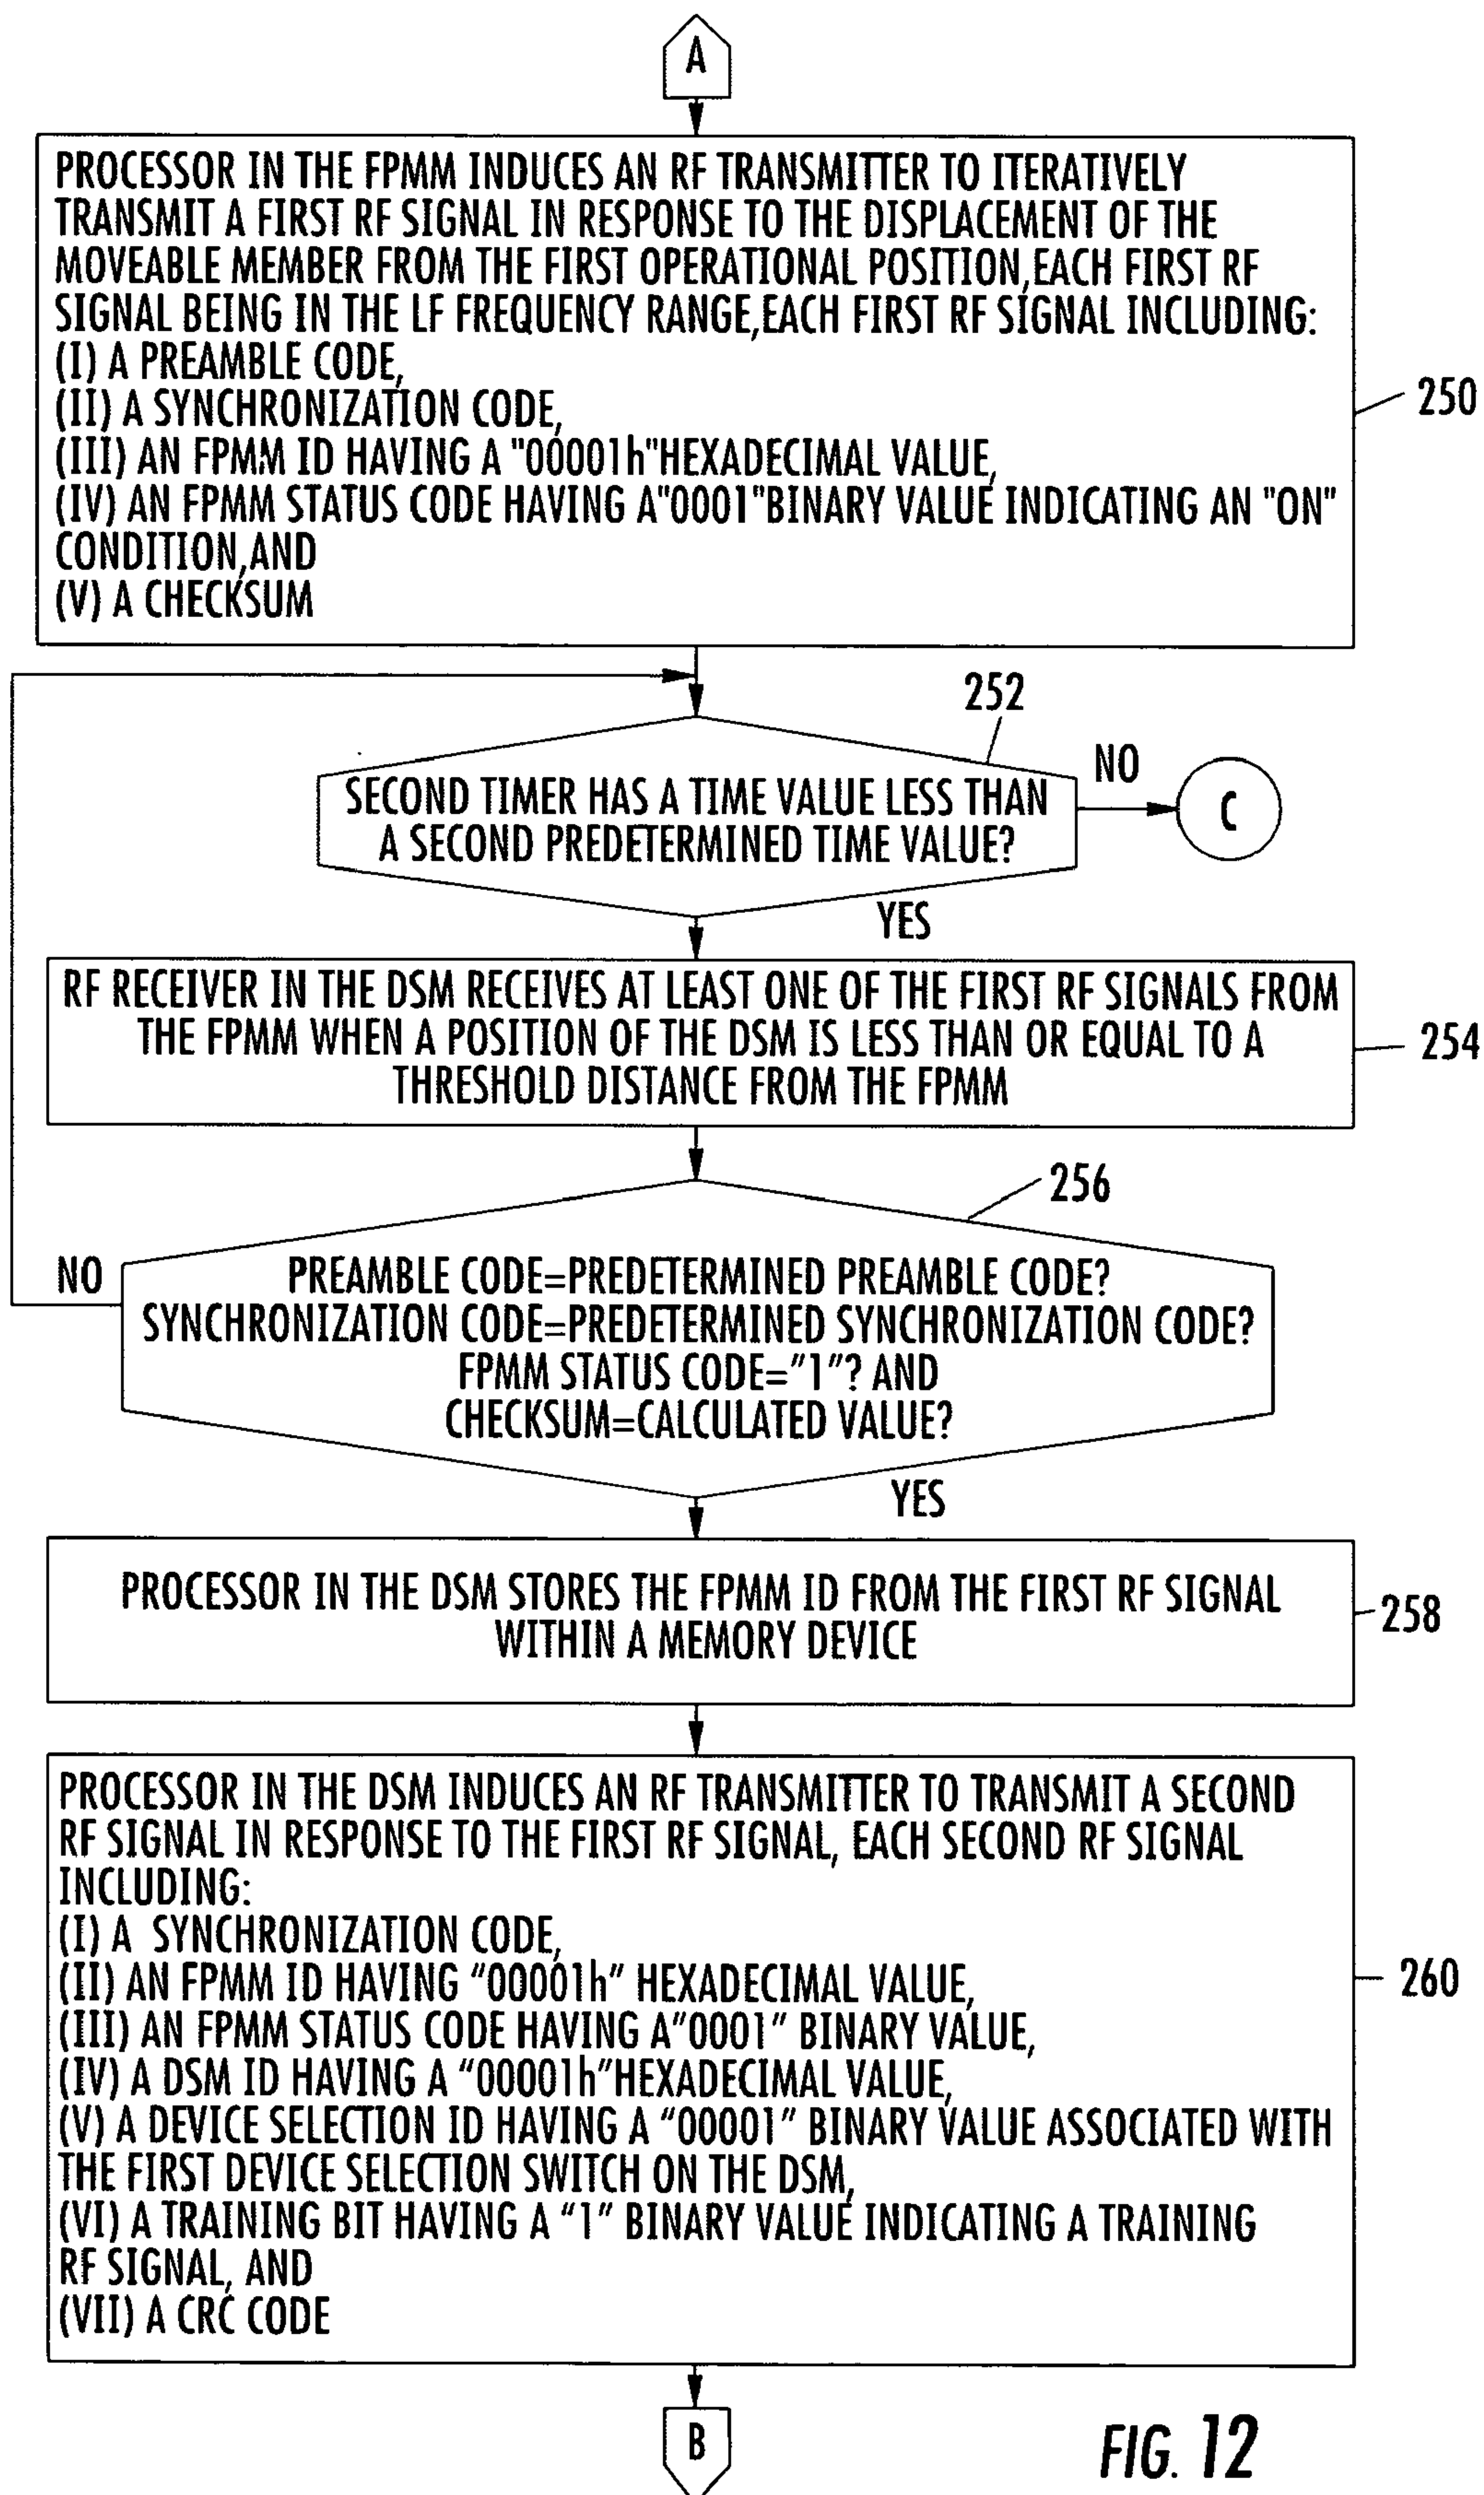 A
PROCESSOR IN THE FPMM INDUCES AN RF TRANSMITTER TO ITERATIVELY
TRANSMIT A FIRST RF SIGNAL IN RESPONSE TO THE DISPLACEMENT OF THE
MOVEABLE MEMBER FROM THE FIRST OPERATIONAL POSITION,EACH FIRST RF
SIGNAL BEING IN THE LF FREQUENCY RANGE,EACH FIRST RF SIGNAL INCLUDING:
(I) A PREAMBLE CODE,
(II) A SYNCHRONIZATION CODE,
(III) AN FPMM ID HAVING A "00001h"HEXADECIMAL VALUE,
(IV) AN FPMM STATUS CODE HAVING A"0001"BINARY VALUE INDICATING AN "ON"
CONDITION,AND
(V) A CHECKSUM
250
252
SECOND TIMER HAS A TIME VALUE LESS THAN
A SECOND PREDETERMINED TIME VALUE?
NO
C
YES
RF RECEIVER IN THE DSM RECEIVES AT LEAST ONE OF THE FIRST RF SIGNALS FROM
THE FPMM WHEN A POSITION OF THE DSM IS LESS THAN OR EQUAL TO A
THRESHOLD DISTANCE FROM THE FPMM
254
256
NO
PREAMBLE CODE=PREDETERMINED PREAMBLE CODE?
SYNCHRONIZATION CODE=PREDETERMINED SYNCHRONIZATION CODE?
FPMM STATUS CODE="1"? AND
CHECKSUM=CALCULATED VALUE?
YES
PROCESSOR IN THE DSM STORES THE FPMM ID FROM THE FIRST RF SIGNAL
WITHIN A MEMORY DEVICE
258
PROCESSOR IN THE DSM INDUCES AN RF TRANSMITTER TO TRANSMIT A SECOND
RF SIGNAL IN RESPONSE TO THE FIRST RF SIGNAL, EACH SECOND RF SIGNAL
INCLUDING:
(I) A SYNCHRONIZATION CODE,
(II) AN FPMM ID HAVING "00001h" HEXADECIMAL VALUE,
(III) AN FPMM STATUS CODE HAVING A"0001" BINARY VALUE,
(IV) A DSM ID HAVING A "00001h"HEXADECIMAL VALUE,
(V) A DEVICE SELECTION ID HAVING A "00001" BINARY VALUE ASSOCIATED WITH
THE FIRST DEVICE SELECTION SWITCH ON THE DSM,
(VI) A TRAINING BIT HAVING A "1" BINARY VALUE INDICATING A TRAINING
RF SIGNAL, AND
(VII) A CRC CODE
260
B
FIG. 12